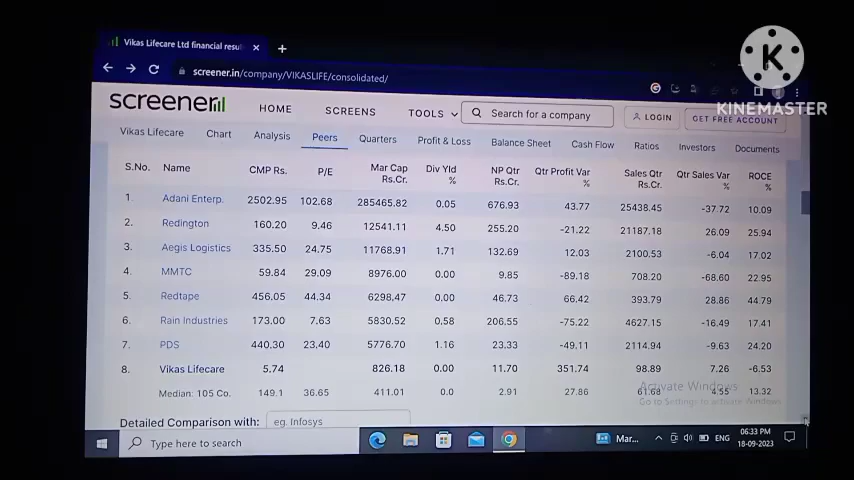 Vikas Lifecare Ltd financial resul
screener.in/company/VIKASLIFE/consolidated/
KINEMASTER
screener HOME SCREENS TOOLS Search for a company LOGIN GET FREE ACCOUNT
Vikas Lifecare Chart Analysis Peers Quarters Profit & Loss Balance Sheet Cash Flow Ratios Investors Documents
S.No. Name CMP Rs. P/E Mar Cap Rs.Cr. Div Yld % NP Qtr Rs.Cr. Qtr Profit Var % Sales Qtr Rs.Cr. Qtr Sales Var % ROCE %
1. Adani Enterp. 2502.95 102.68 285465.82 0.05 676.93 43.77 25438.45 -37.72 10.09
2. Redington 160.20 9.46 12541.11 4.50 255.20 -21.22 21187.18 26.09 25.94
3. Aegis Logistics 335.50 24.75 11768.91 1.71 132.69 12.03 2100.53 -6.04 17.02
4. MMTC 59.84 29.09 8976.00 0.00 9.85 -89.18 708.20 -68.60 22.95
5. Redtape 456.05 44.34 6298.47 0.00 46.73 66.42 393.79 28.86 44.79
6. Rain Industries 173.00 7.63 5830.52 0.58 206.55 -75.22 4627.15 -16.49 17.41
7. PDS 440.30 23.40 5776.70 1.16 23.33 -49.11 2114.94 -9.63 24.20
8. Vikas Lifecare 5.74 826.18 0.00 11.70 351.74 98.89 7.26 -6.53
Median: 105 Co. 149.1 36.65 411.01 0.0 2.91 27.86 61.68 4.55 13.32
Activate Windows
Go to Settings to activate Windows.
Detailed Comparison with: eg. Infosys
Type here to search Mar... ENG 06:33 PM
18-09-2023